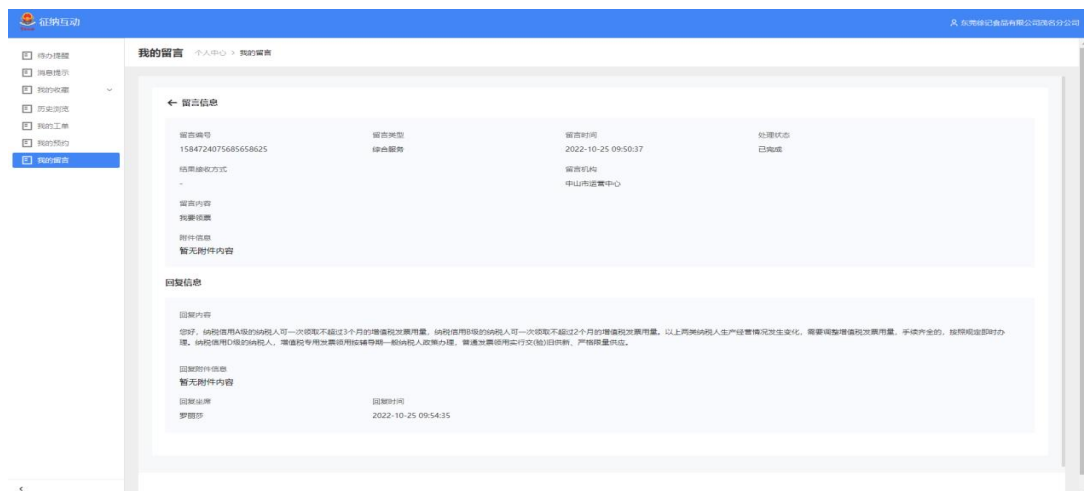 征纳互动
东莞徐记食品有限公司茂名分公司
待办提醒
消息提示
我的收藏
历史浏览
我的工单
我的预约
我的留言
我的留言 个人中心 > 我的留言
← 留言信息
留言编号 留言类型 留言时间 处理状态
1584724075685658625 综合服务 2022-10-25 09:50:37 已完成
结果接收方式 留言机构
- 中山市运营中心
留言内容
我要领票
附件信息
暂无附件内容
回复信息
回复内容
您好，纳税信用A级的纳税人可一次领取不超过3个月的增值税发票用量，纳税信用B级的纳税人可一次领取不超过2个月的增值税发票用量。以上两类纳税人生产经营情况发生变化，需要调整增值税发票用量，手续齐全的，按照规定即时办
理。纳税信用D级的纳税人，增值税专用发票领用按辅导期一般纳税人政策办理，普通发票领用实行交(验)旧供新、严格限量供应。
回复附件信息
暂无附件内容
回复坐席 回复时间
罗丽莎 2022-10-25 09:54:35